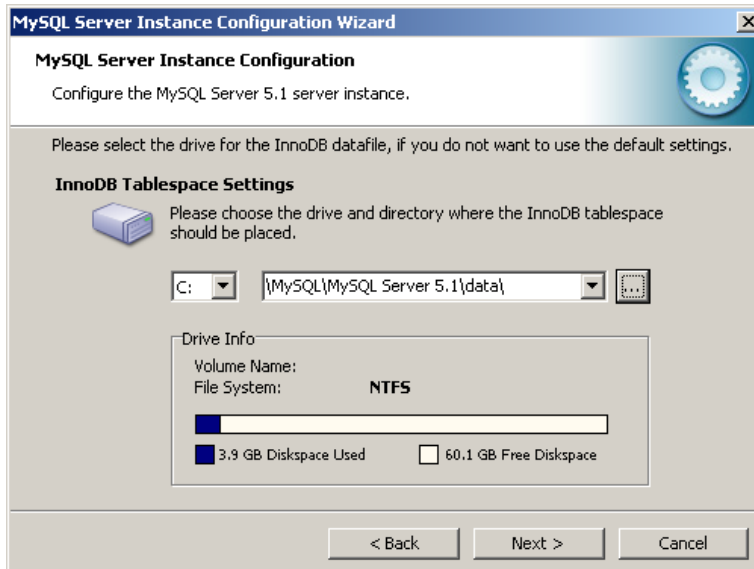 MySQL Server Instance Configuration Wizard
MySQL Server Instance Configuration
Configure the MySQL Server 5.1 server instance.
Please select the drive for the InnoDB datafile, if you do not want to use the default settings.
InnoDB Tablespace Settings
Please choose the drive and directory where the InnoDB tablespace
should be placed.
C: \MySQL\MySQL Server 5.1\data\ ...
Drive Info
Volume Name:
File System: NTFS
3.9 GB Diskspace Used 60.1 GB Free Diskspace
< Back Next > Cancel